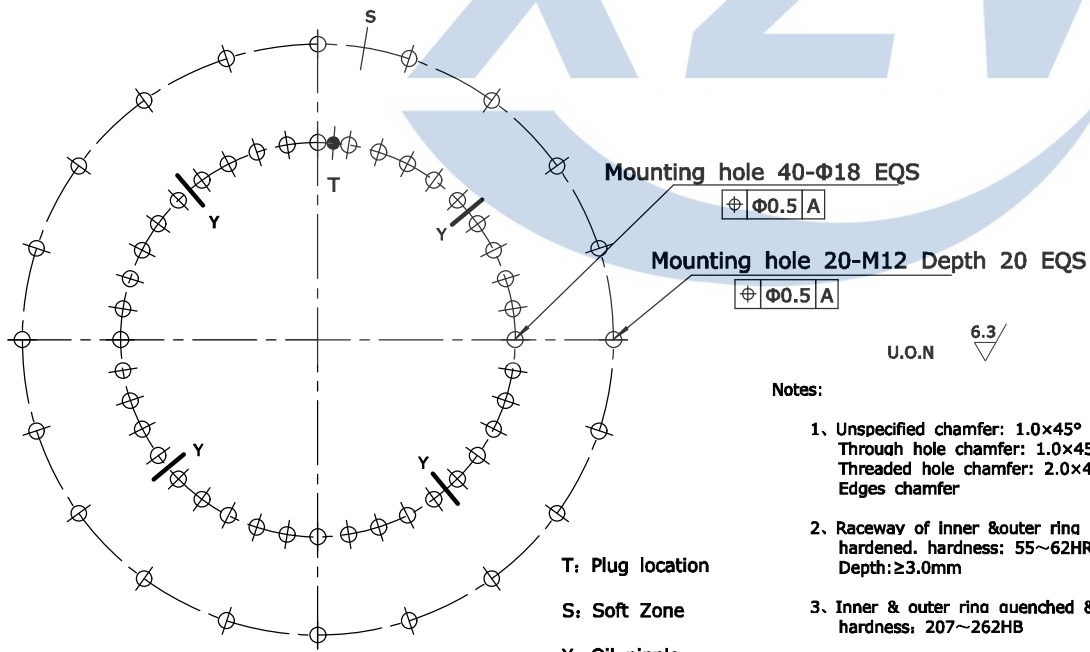 S
T
Y
Y
Y
Y
Mounting hole 40-Φ18 EQS
⌖ Φ0.5 A
Mounting hole 20-M12 Depth 20 EQS
⌖ Φ0.5 A
U.O.N 6.3
Notes:
1、Unspecified chamfer: 1.0×45°
Through hole chamfer: 1.0×45
Threaded hole chamfer: 2.0×4
Edges chamfer
2、Raceway of inner &outer ring
hardened. hardness: 55~62HR
Depth:≥3.0mm
3、Inner & outer ring quenched &
hardness: 207~262HB
T: Plug location
S: Soft Zone
Y: Oil nipple